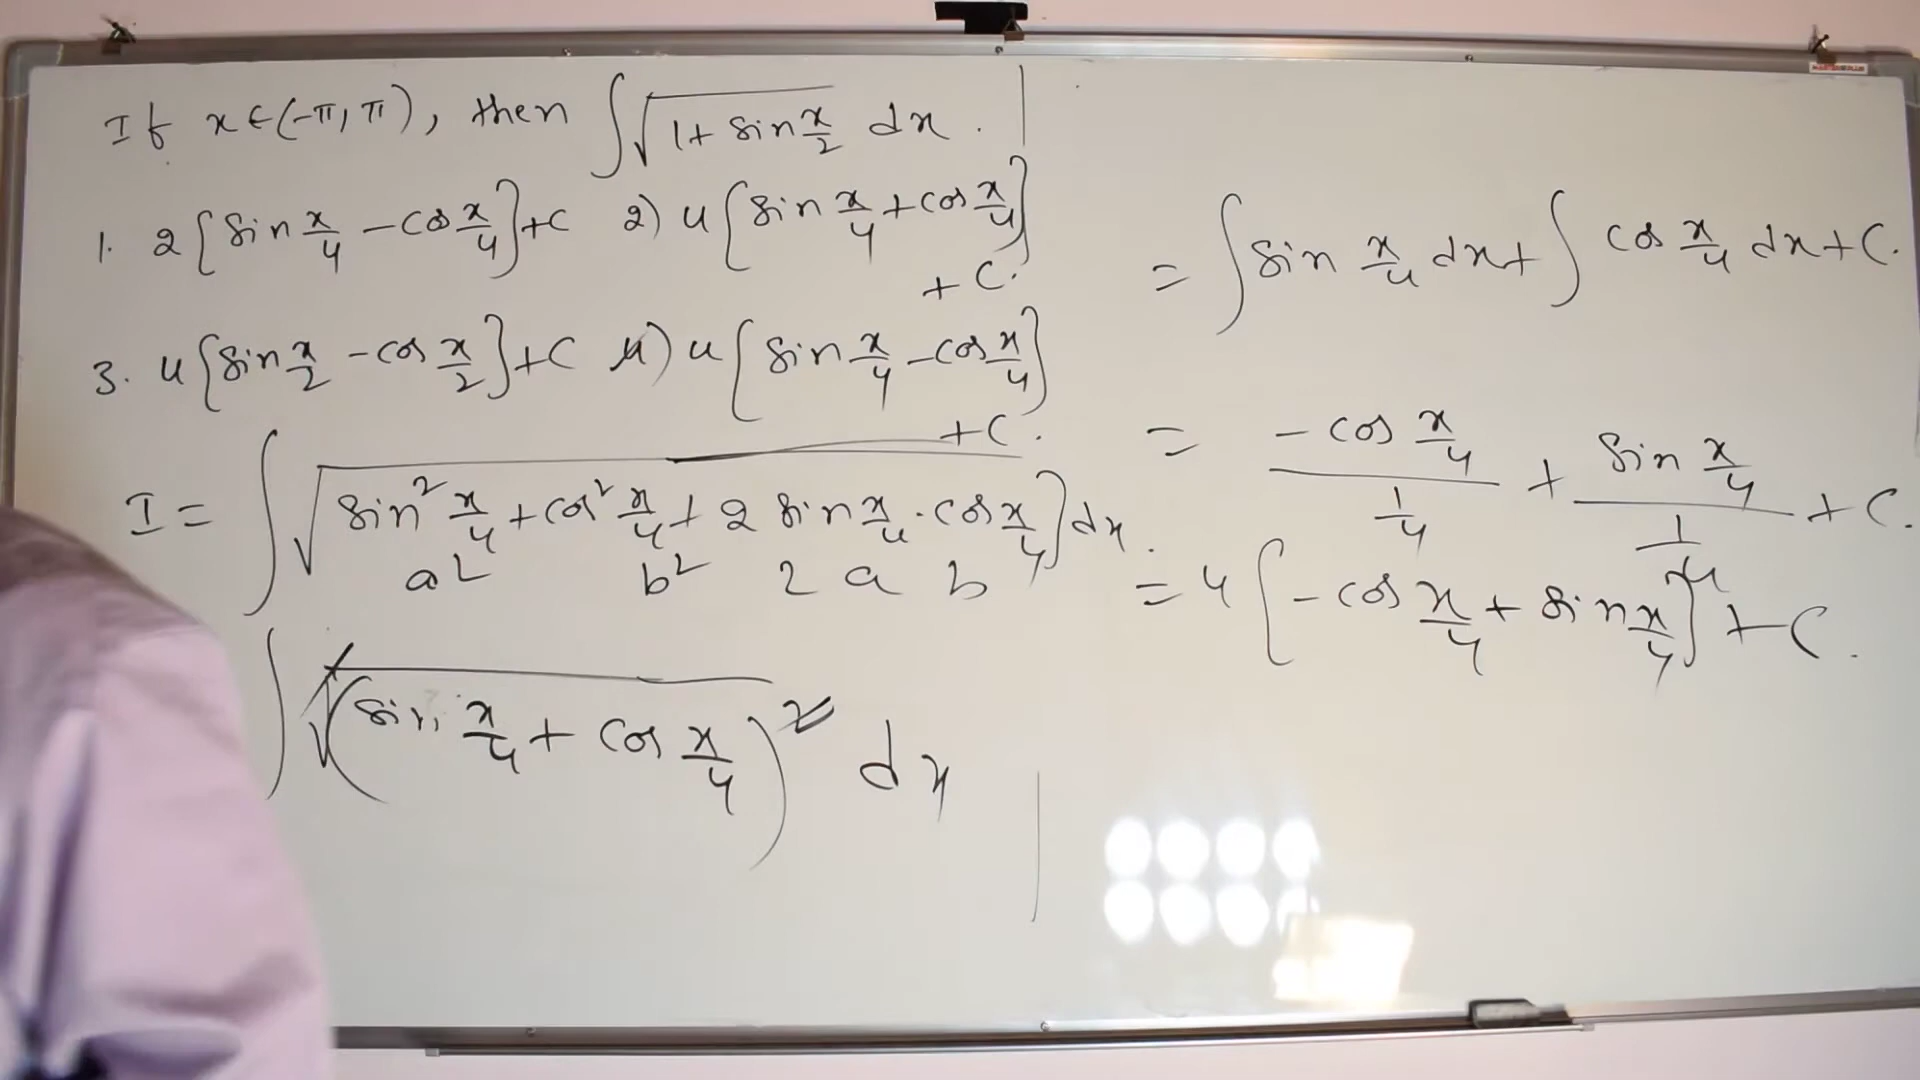 If x ∈ (-π, π), then ∫√(1 + sin x/2) dx.
1. 2[sin x/4 - cos x/4] + C 2) 4[sin x/4 + cos x/4] + C.
3. 4[sin x/2 - cos x/2] + C 4) 4[sin x/4 - cos x/4] + C.
I = ∫√(sin² x/4 + cos² x/4 + 2 sin x/4 . cos x/4) dx.
a² b² 2 a b
∫√(sin x/4 + cos x/4)² dx
= ∫ sin x/4 dx + ∫ cos x/4 dx + C.
= (-cos x/4)/(1/4) + (sin x/4)/(1/4) + C.
= 4[-cos x/4 + sin x/4] + C.